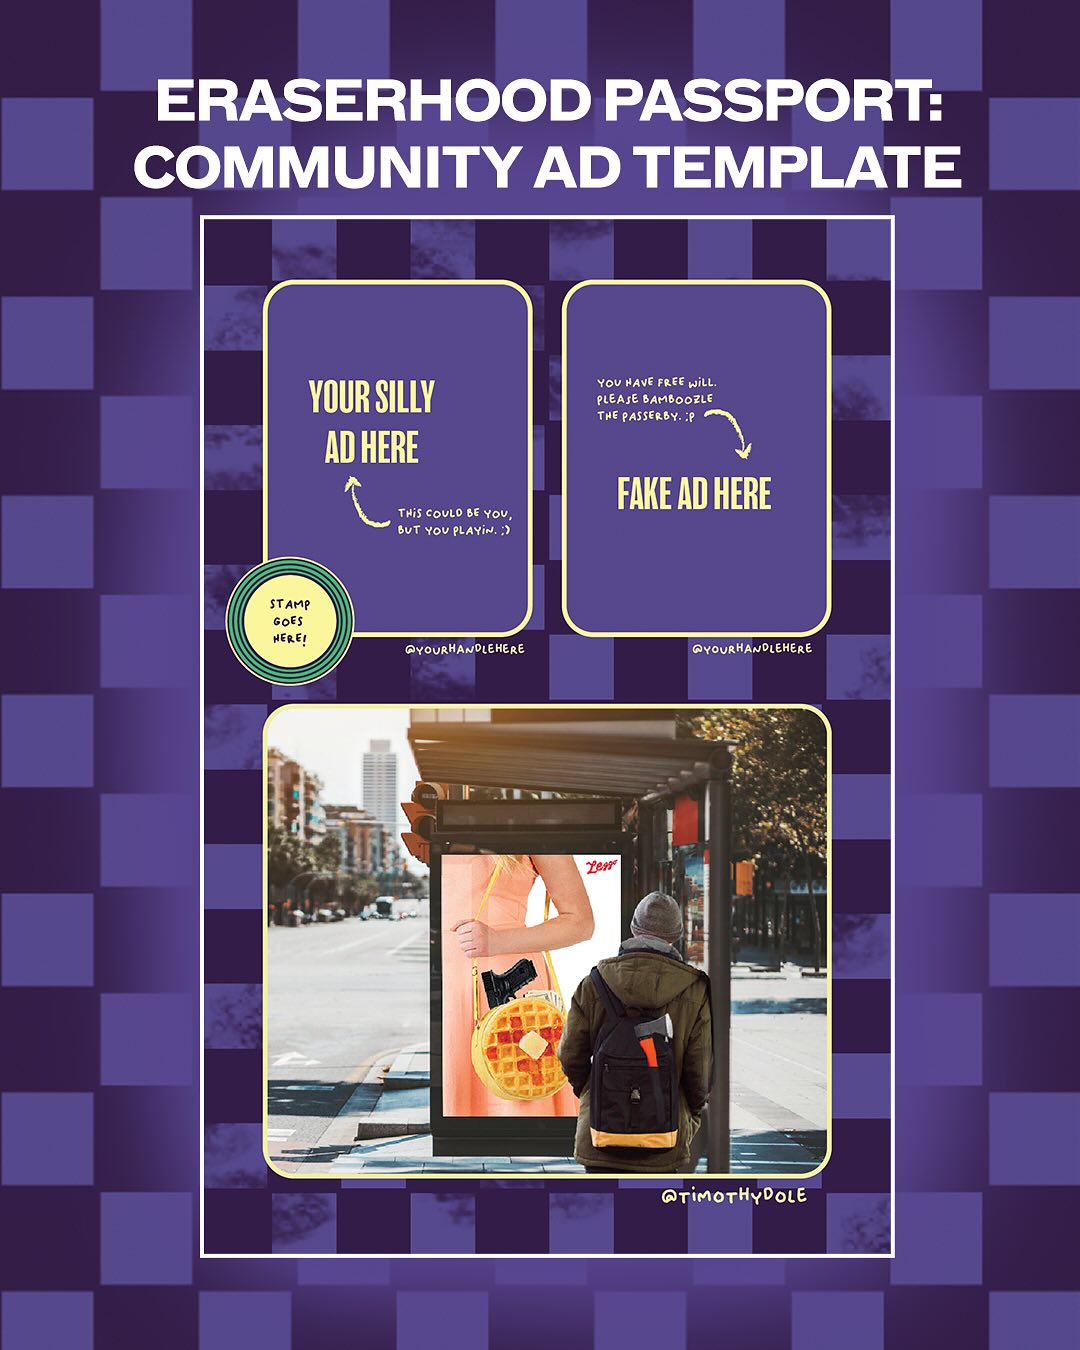 ERASERHOOD PASSPORT:
COMMUNITY AD TEMPLATE
YOUR SILLY
AD HERE
THIS COULD BE YOU,
BUT YOU PLAYIN. ;)
STAMP
GOES
HERE!
@YOURHANDLEHERE
YOU HAVE FREE WILL.
PLEASE BAMBOOZLE
THE PASSERBY. ;P
FAKE AD HERE
@YOURHANDLEHERE
@TIMOTHYDOLE